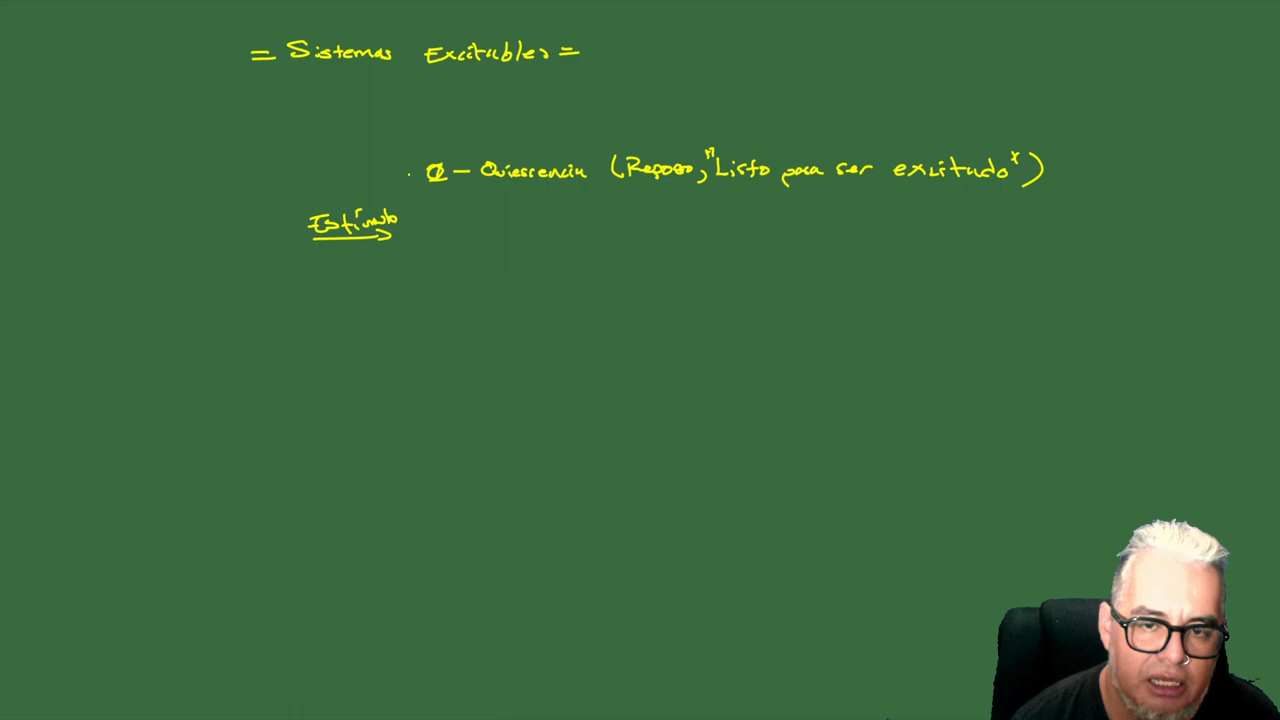 = Sistemas Excitables =
Q - Quiescencia (Reposo, "Listo para ser excitado")
Estímulo